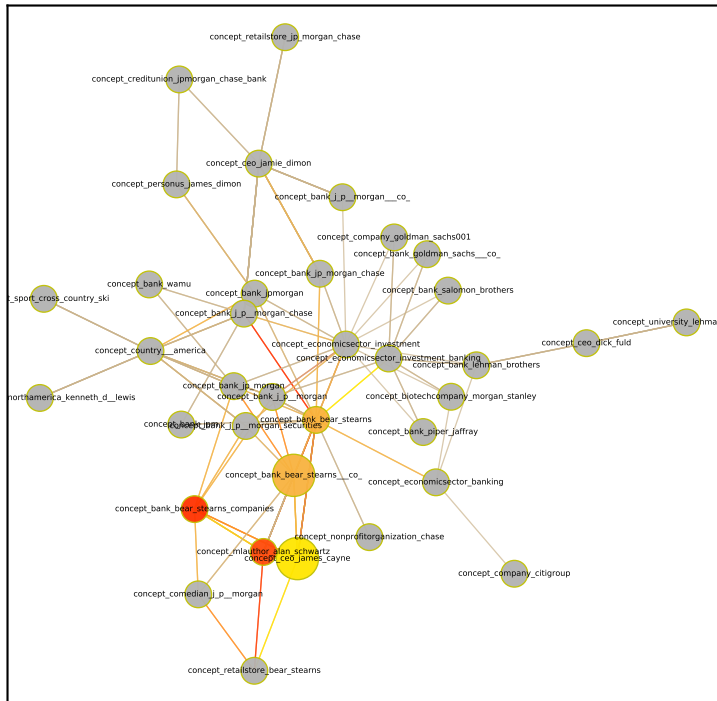 concept_retailstore_jp_morgan_chase
concept_creditunion_jpmorgan_chase_bank
concept_ceo_jamie_dimon
concept_personus_james_dimon
concept_bank_j_p__morgan___co_
concept_company_goldman_sachs001
concept_bank_goldman_sachs___co_
concept_bank_jp_morgan_chase
concept_bank_wamu
concept_bank_jpmorgan
concept_bank_salomon_brothers
t_sport_cross_country_ski
concept_bank_j_p__morgan_chase
concept_university_lehma
concept_economicsector_investment
concept_ceo_dick_fuld
concept_country___america
concept_economicsector_investment_banking
concept_bank_lehman_brothers
concept_bank_jp_morgan
northamerica_kenneth_d__lewis
concept_bank_j_p__morgan
concept_biotechcompany_morgan_stanley
concept_bank_bear_stearns
concept_bank_j_p__morgan_securities
concept_bank_piper_jaffray
concept_bank_bear_stearns___co_
concept_economicsector_banking
concept_bank_bear_stearns_companies
concept_nonprofitorganization_chase
concept_mlauthor_alan_schwartz
concept_ceo_james_cayne
concept_company_citigroup
concept_comedian_j_p__morgan
concept_retailstore_bear_stearns